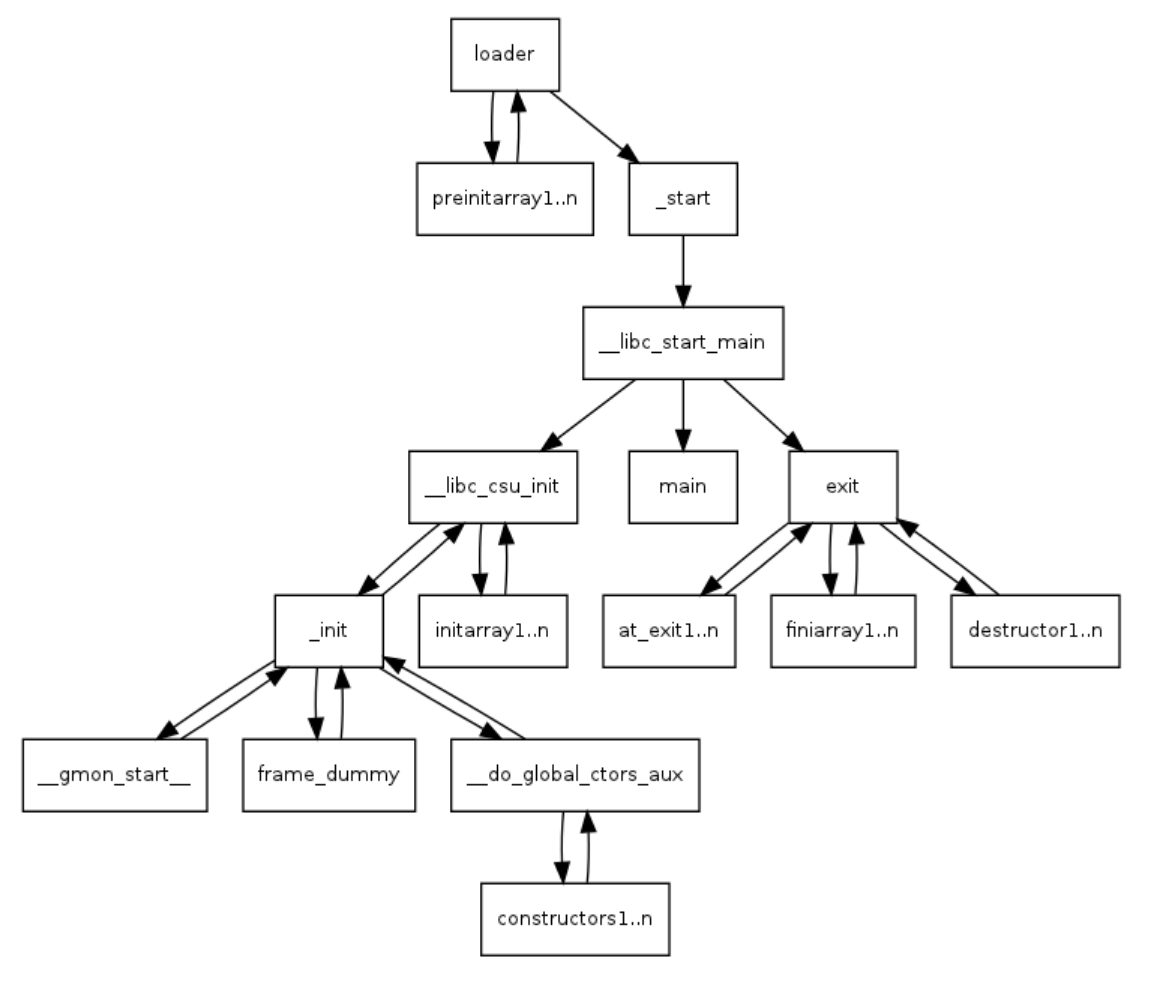 loader
preinitarray1..n
_start
__libc_start_main
__libc_csu_init
main
exit
_init
initarray1..n
at_exit1..n
finiarray1..n
destructor1..n
__gmon_start__
frame_dummy
__do_global_ctors_aux
constructors1..n